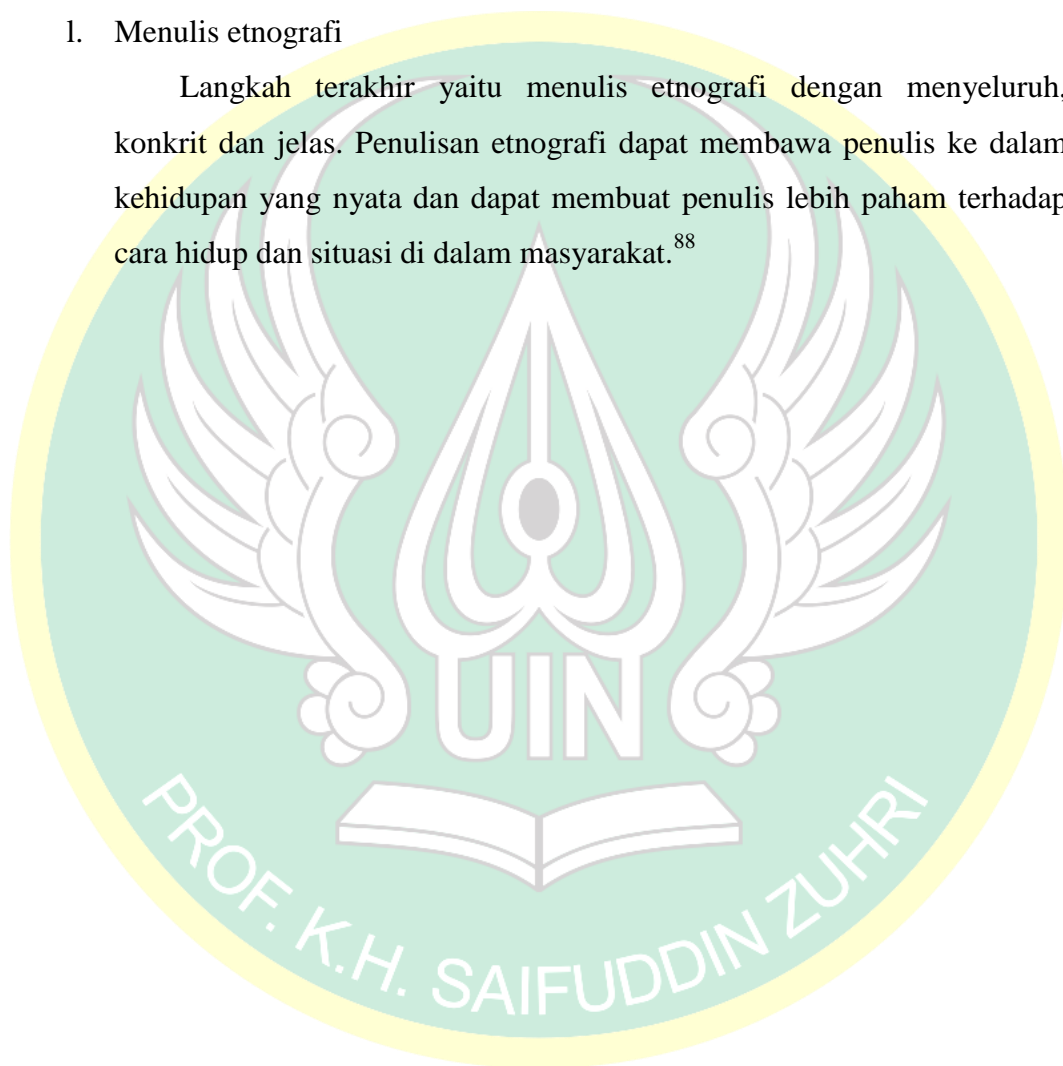 l. Menulis etnografi
Langkah terakhir yaitu menulis etnografi dengan menyeluruh,
konkrit dan jelas. Penulisan etnografi dapat membawa penulis ke dalam
kehidupan yang nyata dan dapat membuat penulis lebih paham terhadap
cara hidup dan situasi di dalam masyarakat.88
UIN
PROF. K.H. SAIFUDDIN ZUHRI